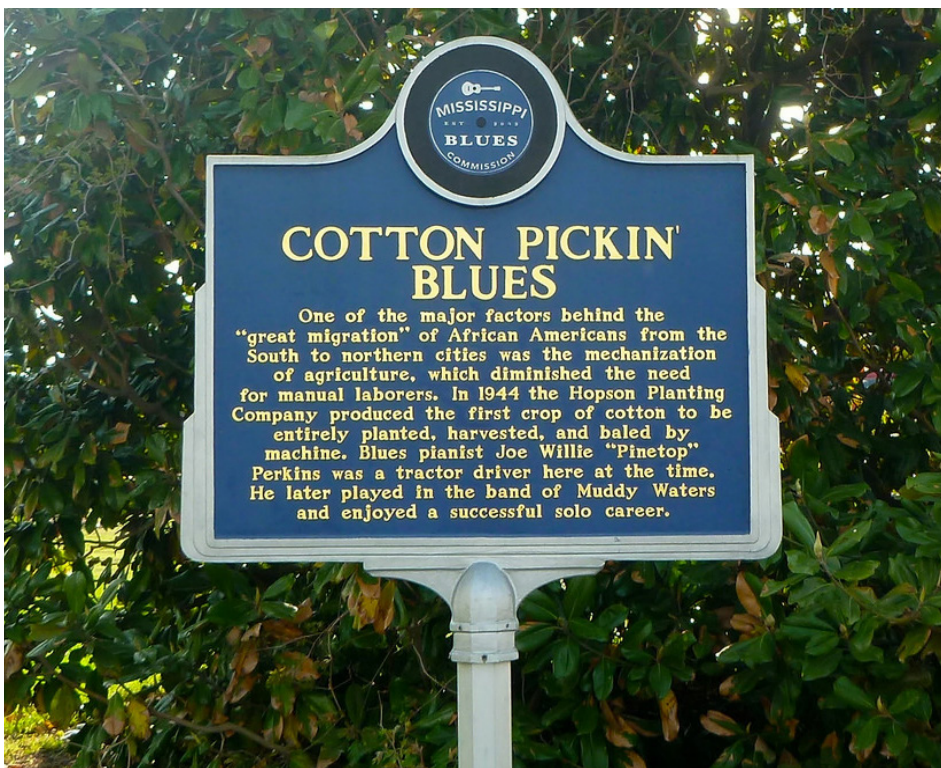 MISSISSIPPI
BLUES
COMMISSION
COTTON PICKIN'
BLUES
One of the major factors behind the
"great migration" of African Americans from the
South to northern cities was the mechanization
of agriculture, which diminished the need
for manual laborers. In 1944 the Hopson Planting
Company produced the first crop of cotton to be
entirely planted, harvested, and baled by
machine. Blues pianist Joe Willie "Pinetop"
Perkins was a tractor driver here at the time.
He later played in the band of Muddy Waters
and enjoyed a successful solo career.